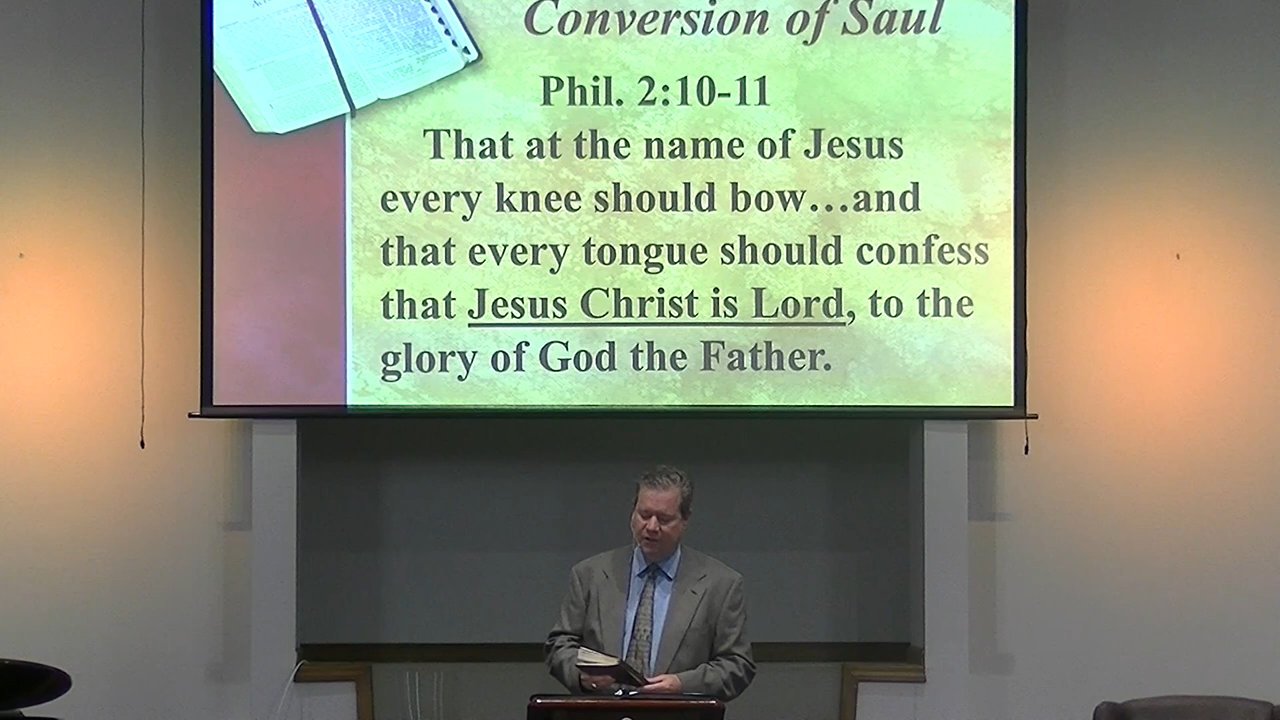 Conversion of Saul
Phil. 2:10-11
That at the name of Jesus
every knee should bow…and
that every tongue should confess
that Jesus Christ is Lord, to the
glory of God the Father.